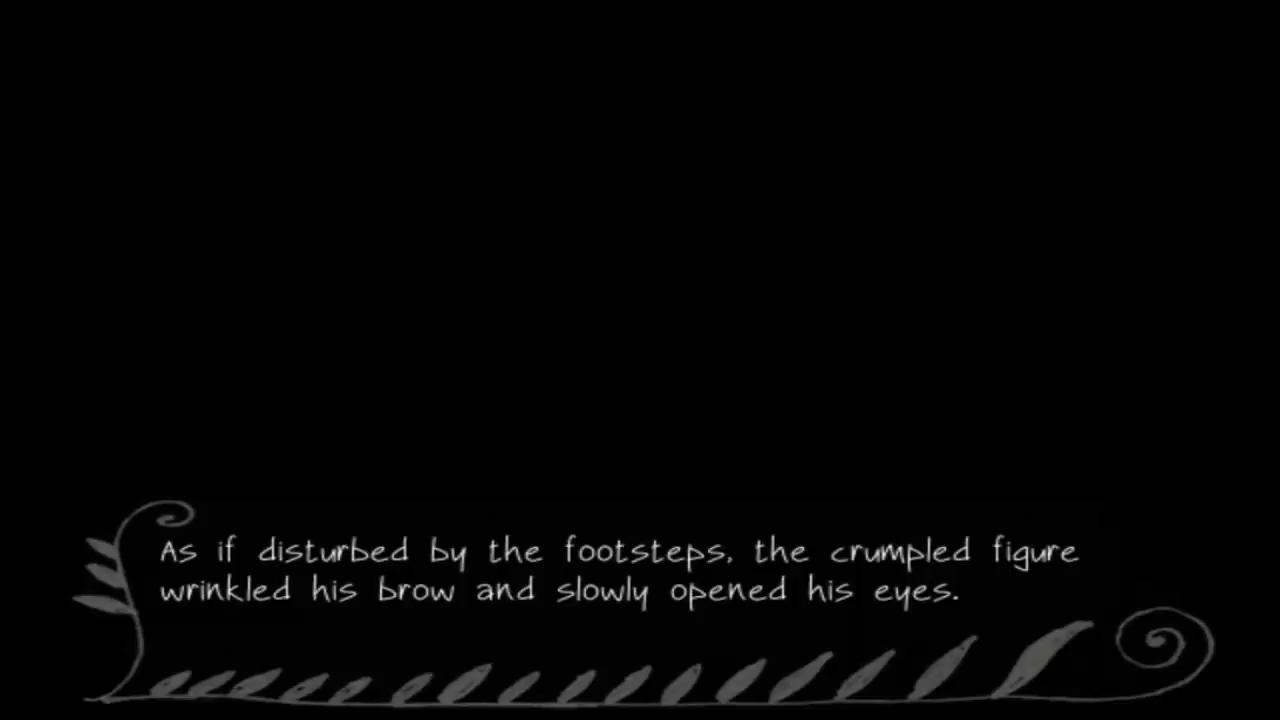 As if disturbed by the footsteps, the crumpled figure
wrinkled his brow and slowly opened his eyes.